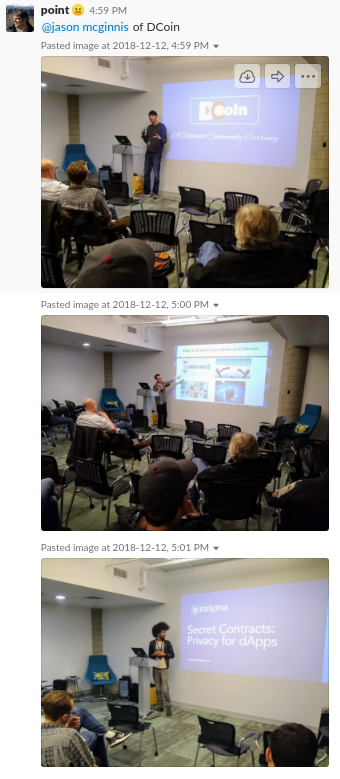 point 4:59 PM
@jason mcginnis of DCoin
Pasted image at 2018-12-12, 4:59 PM
DCoin
A Colorado Community Currency
Pasted image at 2018-12-12, 5:00 PM
Pasted image at 2018-12-12, 5:01 PM
enigma
Secret Contracts:
Privacy for dApps